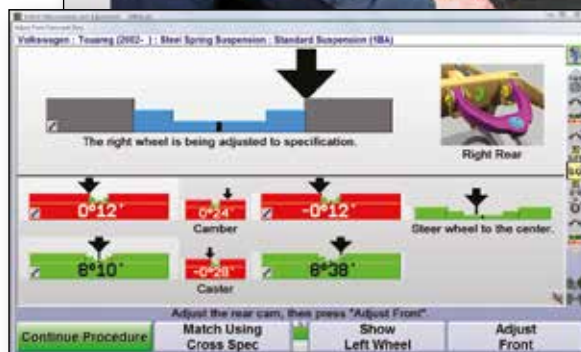 Volkswagen : Touareg (2002- ) : Steel Spring Suspension : Standard Suspension (1BA)
The right wheel is being adjusted to specification.
Right Rear
0°12'
0°24'
-0°12'
Camber
Steer wheel to the center.
8°10'
-0°28'
8°38'
Caster
Adjust the rear cam, then press "Adjust Front".
Continue Procedure
Match Using
Cross Spec
Show
Left Wheel
Adjust
Front